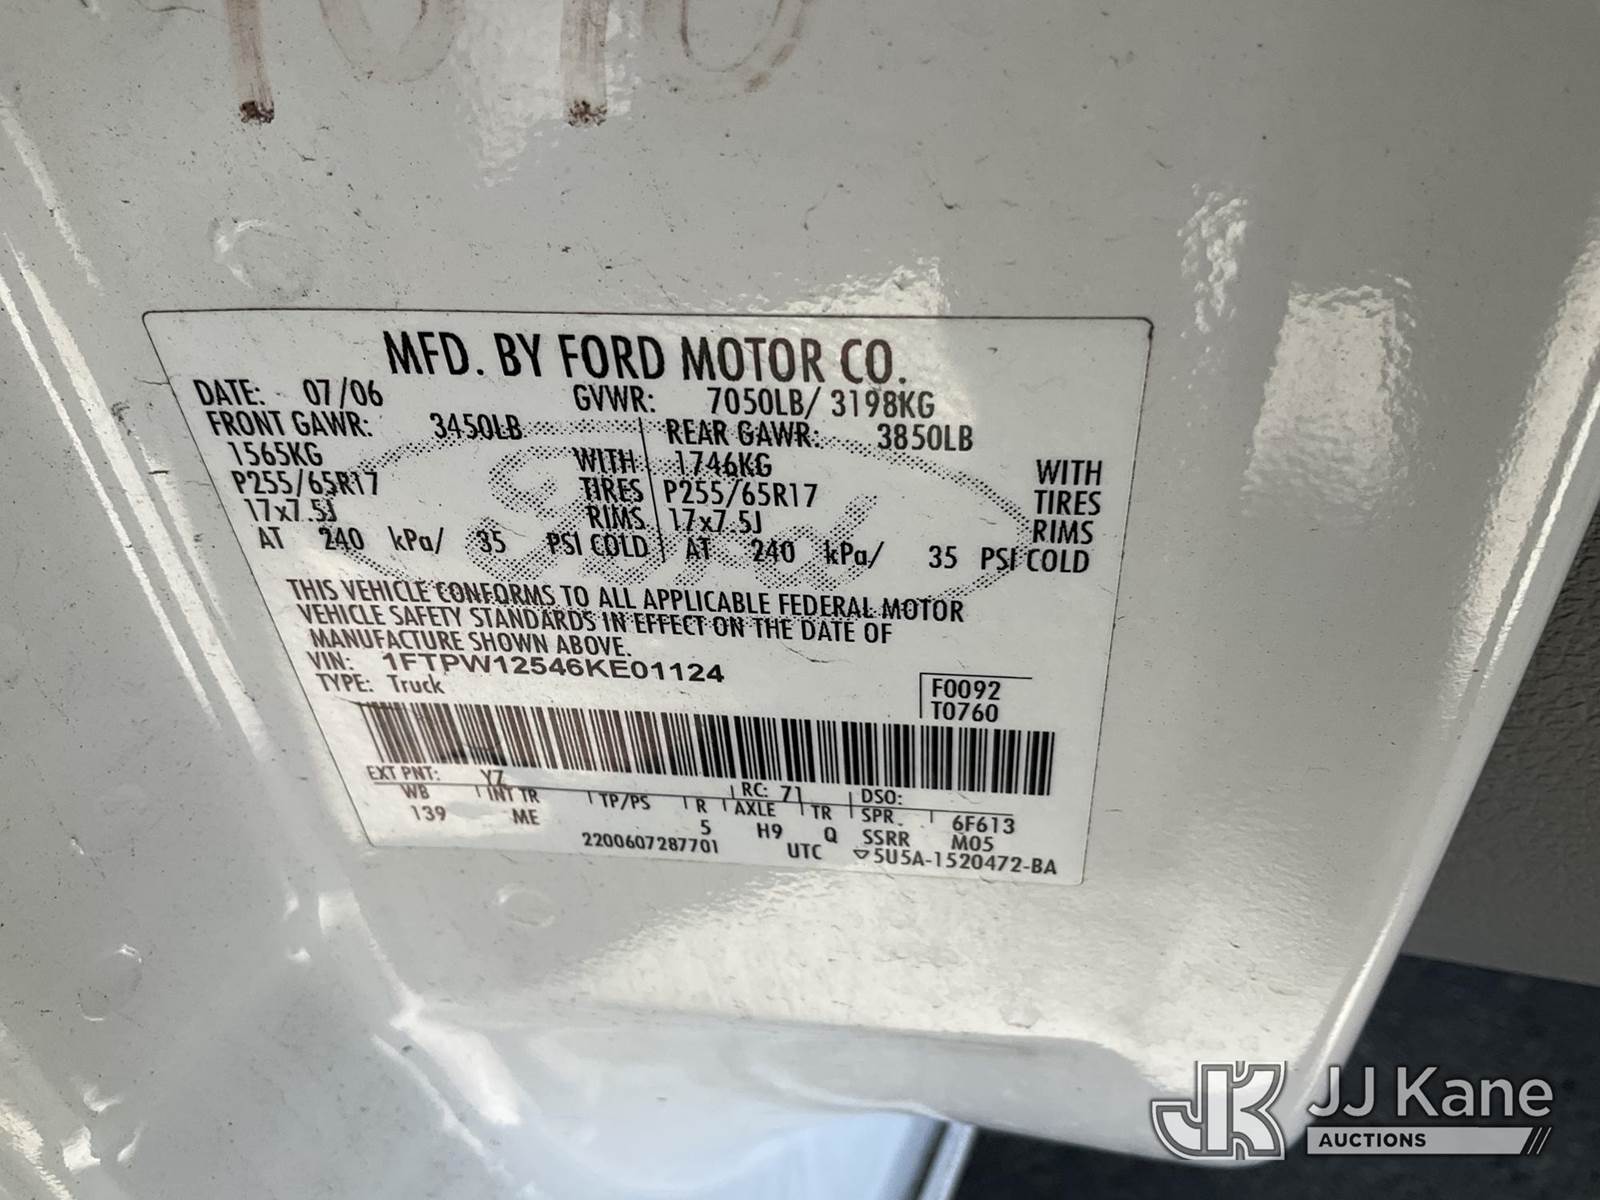 MFD. BY FORD MOTOR CO.
DATE: 07/06 GVWR: 7050LB/ 3198KG
FRONT GAWR: 3450LB REAR GAWR: 3850LB
1565KG WITH 1746KG WITH
P255/65R17 TIRES P255/65R17 TIRES
17x7.5J RIMS 17x7.5J RIMS
AT 240 kPa/ 35 PSI COLD AT 240 kPa/ 35 PSI COLD
Ford
THIS VEHICLE CONFORMS TO ALL APPLICABLE FEDERAL MOTOR
VEHICLE SAFETY STANDARDS IN EFFECT ON THE DATE OF
MANUFACTURE SHOWN ABOVE.
VIN: 1FTPW12546KE01124
TYPE: Truck
F0092
T0760
EXT PNT: YZ RC: 71 DSO:
WB INT TR TP/PS R AXLE TR SPR 6F613
139 ME 5 H9 Q SSRR M05
2200607287701 UTC ▽5U5A-1520472-BA
JK JJ Kane
AUCTIONS